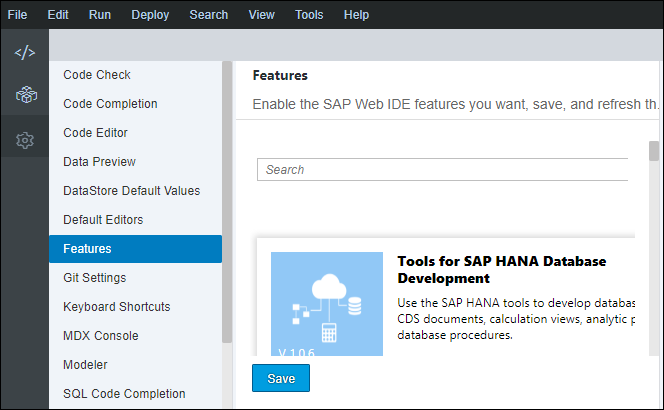 File Edit Run Deploy Search View Tools Help
</>
Code Check
Code Completion
Code Editor
Data Preview
DataStore Default Values
Default Editors
Features
Git Settings
Keyboard Shortcuts
MDX Console
Modeler
SQL Code Completion
Features
Enable the SAP Web IDE features you want, save, and refresh th...
Search
Tools for SAP HANA Database
Development
Use the SAP HANA tools to develop databas
CDS documents, calculation views, analytic p
database procedures.
V 1.0.6
Save